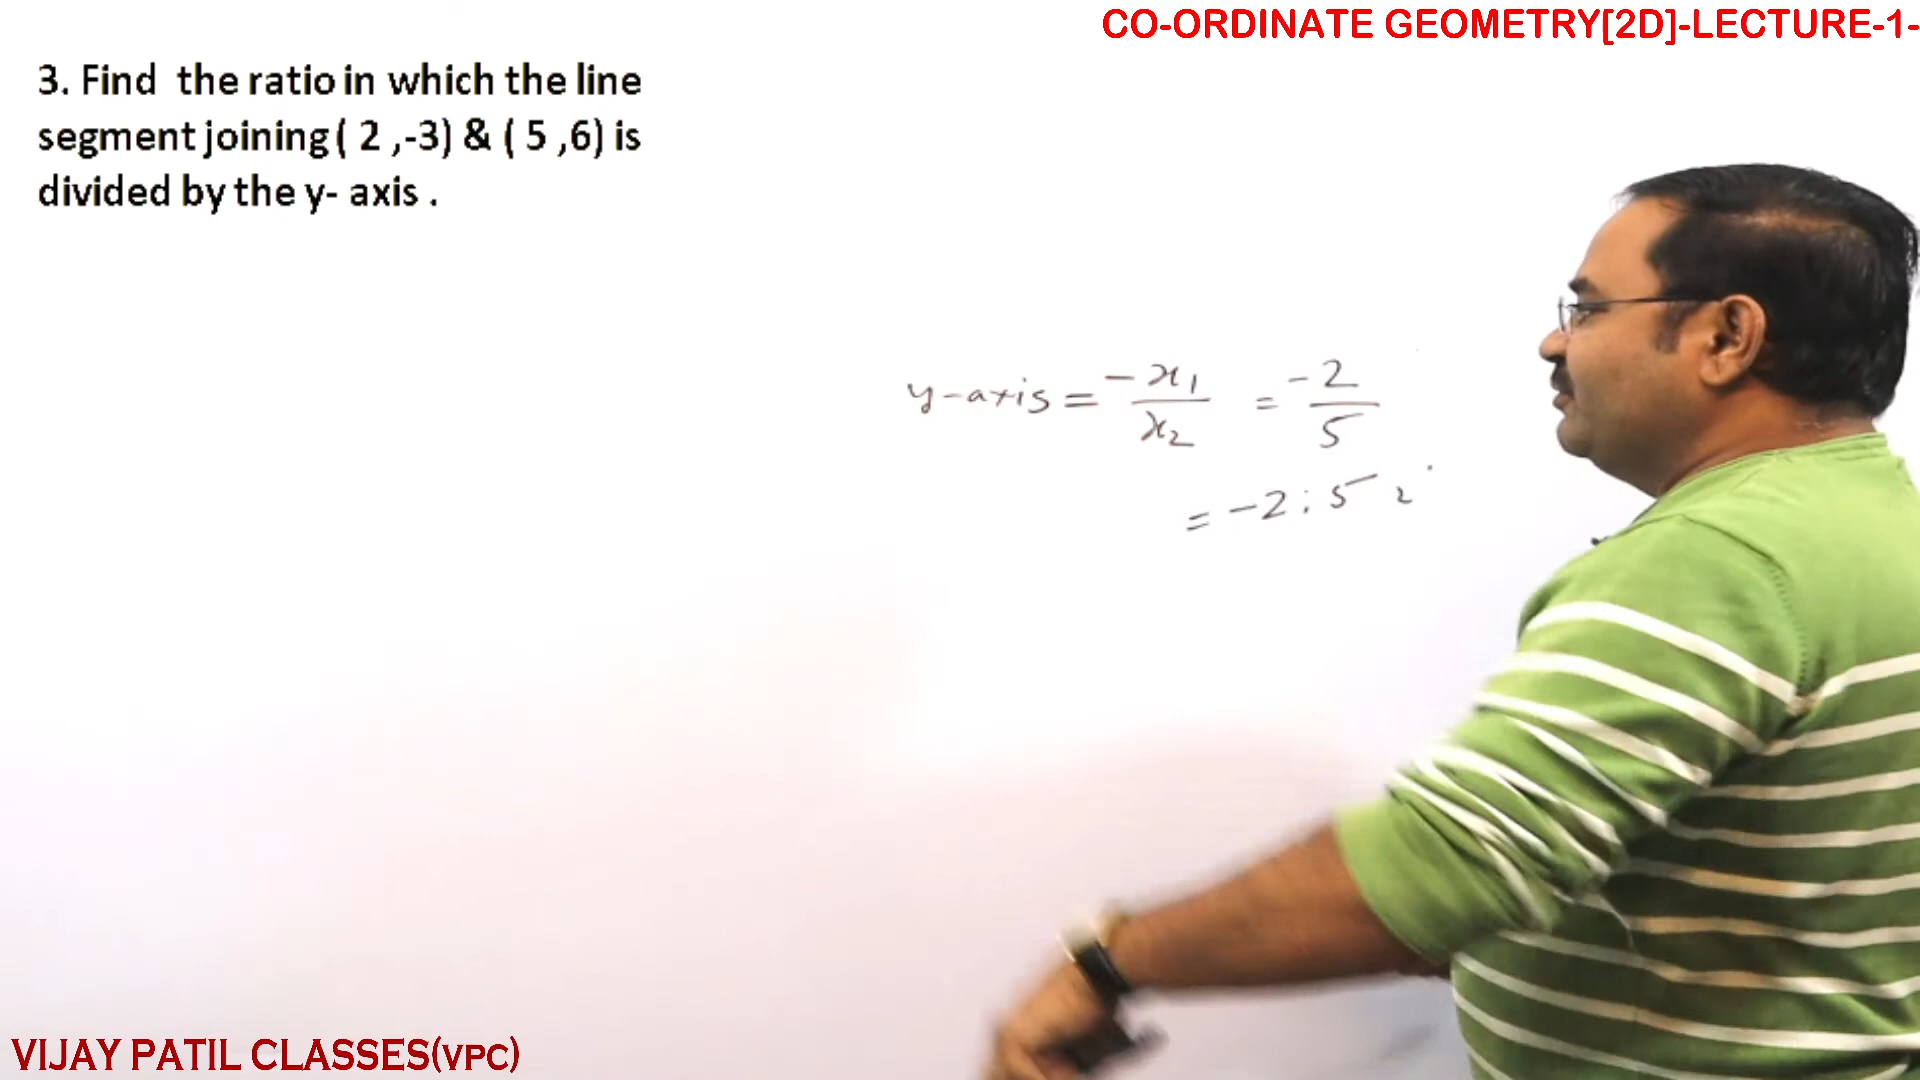 CO-ORDINATE GEOMETRY[2D]-LECTURE-1-
3. Find the ratio in which the line
segment joining ( 2 ,-3) & ( 5 ,6) is
divided by the y- axis .
y-axis = -x₁/x₂ = -2/5
= -2 : 5
VIJAY PATIL CLASSES(VPC)